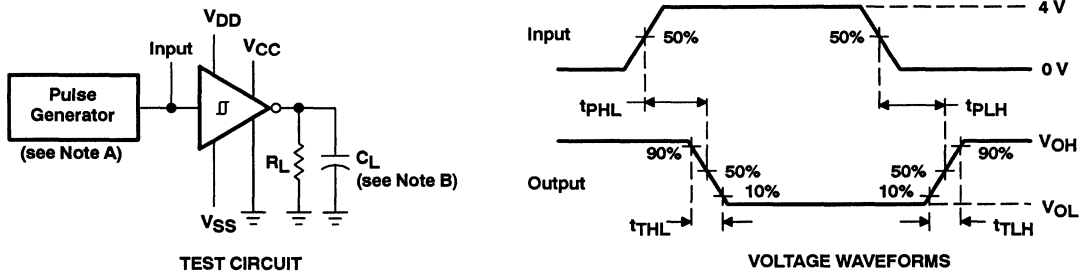 VDD
Input
VCC
Pulse
Generator
(see Note A)
RL
CL
(see Note B)
VSS
TEST CIRCUIT
Input
50%
50%
4 V
0 V
tPHL
tPLH
Output
90%
50%
10%
50%
10%
90%
VOH
VOL
tTHL
tTLH
VOLTAGE WAVEFORMS